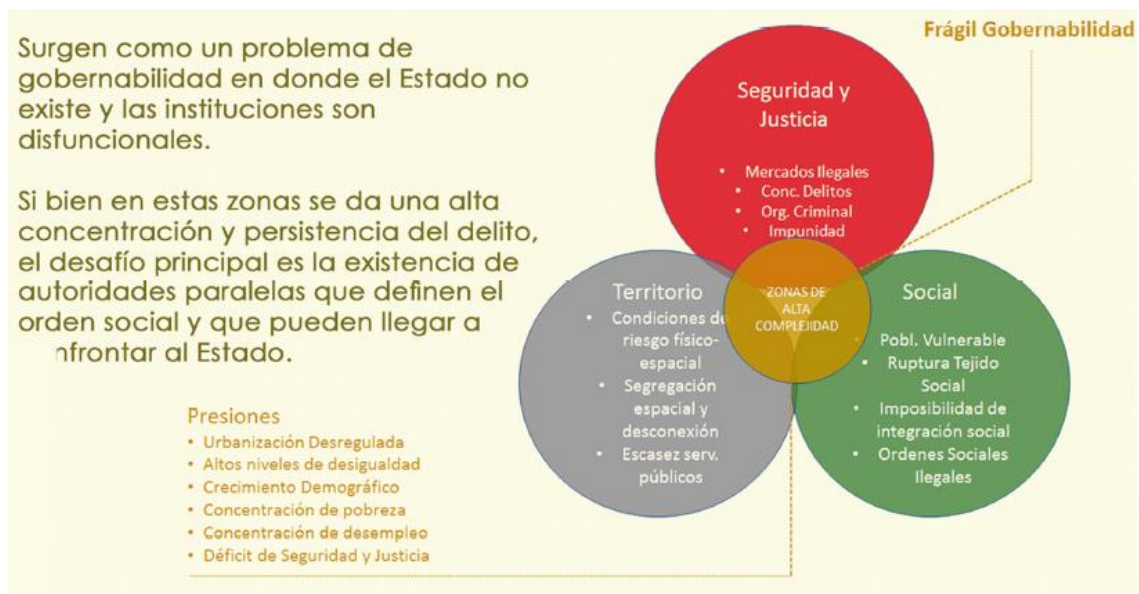 Surgen como un problema de
gobernabilidad en donde el Estado no
existe y las instituciones son
disfuncionales.
Si bien en estas zonas se da una alta
concentración y persistencia del delito,
el desafío principal es la existencia de
autoridades paralelas que definen el
orden social y que pueden llegar a
nfrontar al Estado.
Presiones
• Urbanización Desregulada
• Altos niveles de desigualdad
• Crecimiento Demográfico
• Concentración de pobreza
• Concentración de desempleo
• Déficit de Seguridad y Justicia
Frágil Gobernabilidad
Seguridad y
Justicia
• Mercados Ilegales
• Conc. Delitos
• Org. Criminal
• Impunidad
Territorio
• Condiciones de
riesgo físico-
espacial
• Segregación
espacial y
desconexión
• Escasez serv.
públicos
ZONAS DE
ALTA
COMPLEJIDAD
Social
• Pobl. Vulnerable
• Ruptura Tejido
Social
• Imposibilidad de
integración social
• Ordenes Sociales
Ilegales